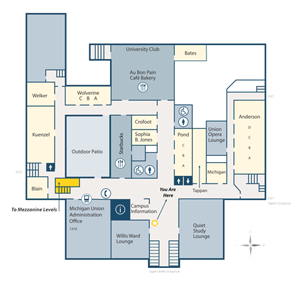 University Club
Bates
Au Bon Pain
Café Bakery
Welker
Wolverine
C B A
Kuenzel
Outdoor Patio
Starbucks
Crofoot
Sophia
B. Jones
Pond
C
B
A
Union
Opera
Lounge
Anderson
D
C
B
A
Michigan
Tappan
Blain
To Mezzanine Levels
Michigan Union
Administration
Office
Campus
Information
You Are
Here
Willis Ward
Lounge
Quiet
Study
Lounge